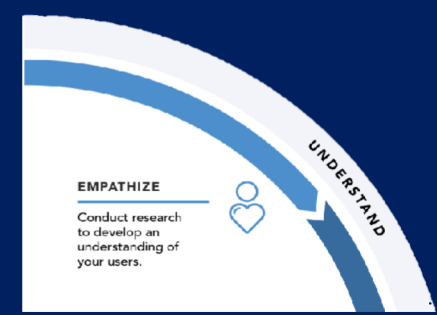 UNDERSTAND
EMPATHIZE
Conduct research
to develop an
understanding of
your users.